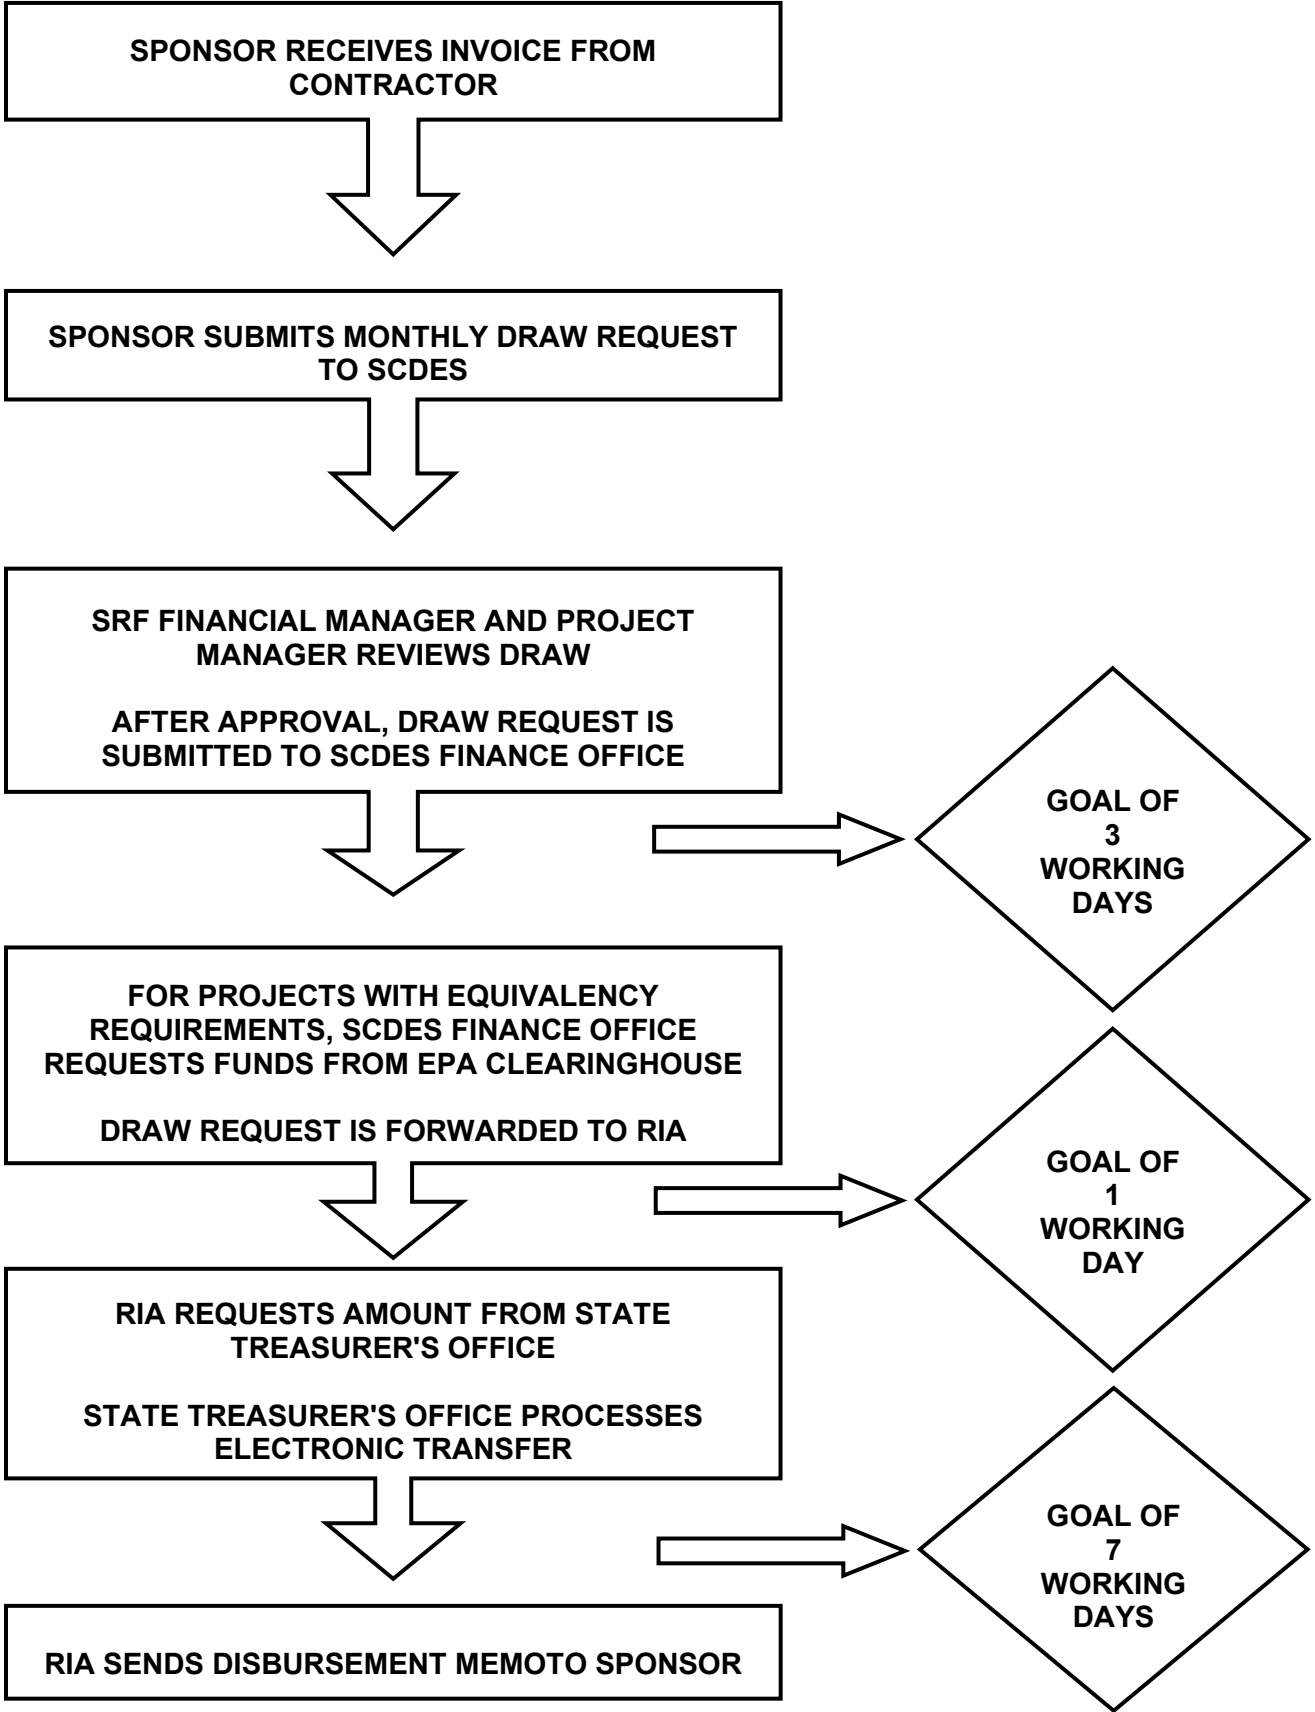 SPONSOR RECEIVES INVOICE FROM
CONTRACTOR
SPONSOR SUBMITS MONTHLY DRAW REQUEST
TO SCDES
SRF FINANCIAL MANAGER AND PROJECT
MANAGER REVIEWS DRAW
AFTER APPROVAL, DRAW REQUEST IS
SUBMITTED TO SCDES FINANCE OFFICE
GOAL OF
3
WORKING
DAYS
FOR PROJECTS WITH EQUIVALENCY
REQUIREMENTS, SCDES FINANCE OFFICE
REQUESTS FUNDS FROM EPA CLEARINGHOUSE
DRAW REQUEST IS FORWARDED TO RIA
GOAL OF
1
WORKING
DAY
RIA REQUESTS AMOUNT FROM STATE
TREASURER'S OFFICE
STATE TREASURER'S OFFICE PROCESSES
ELECTRONIC TRANSFER
GOAL OF
7
WORKING
DAYS
RIA SENDS DISBURSEMENT MEMOTO SPONSOR